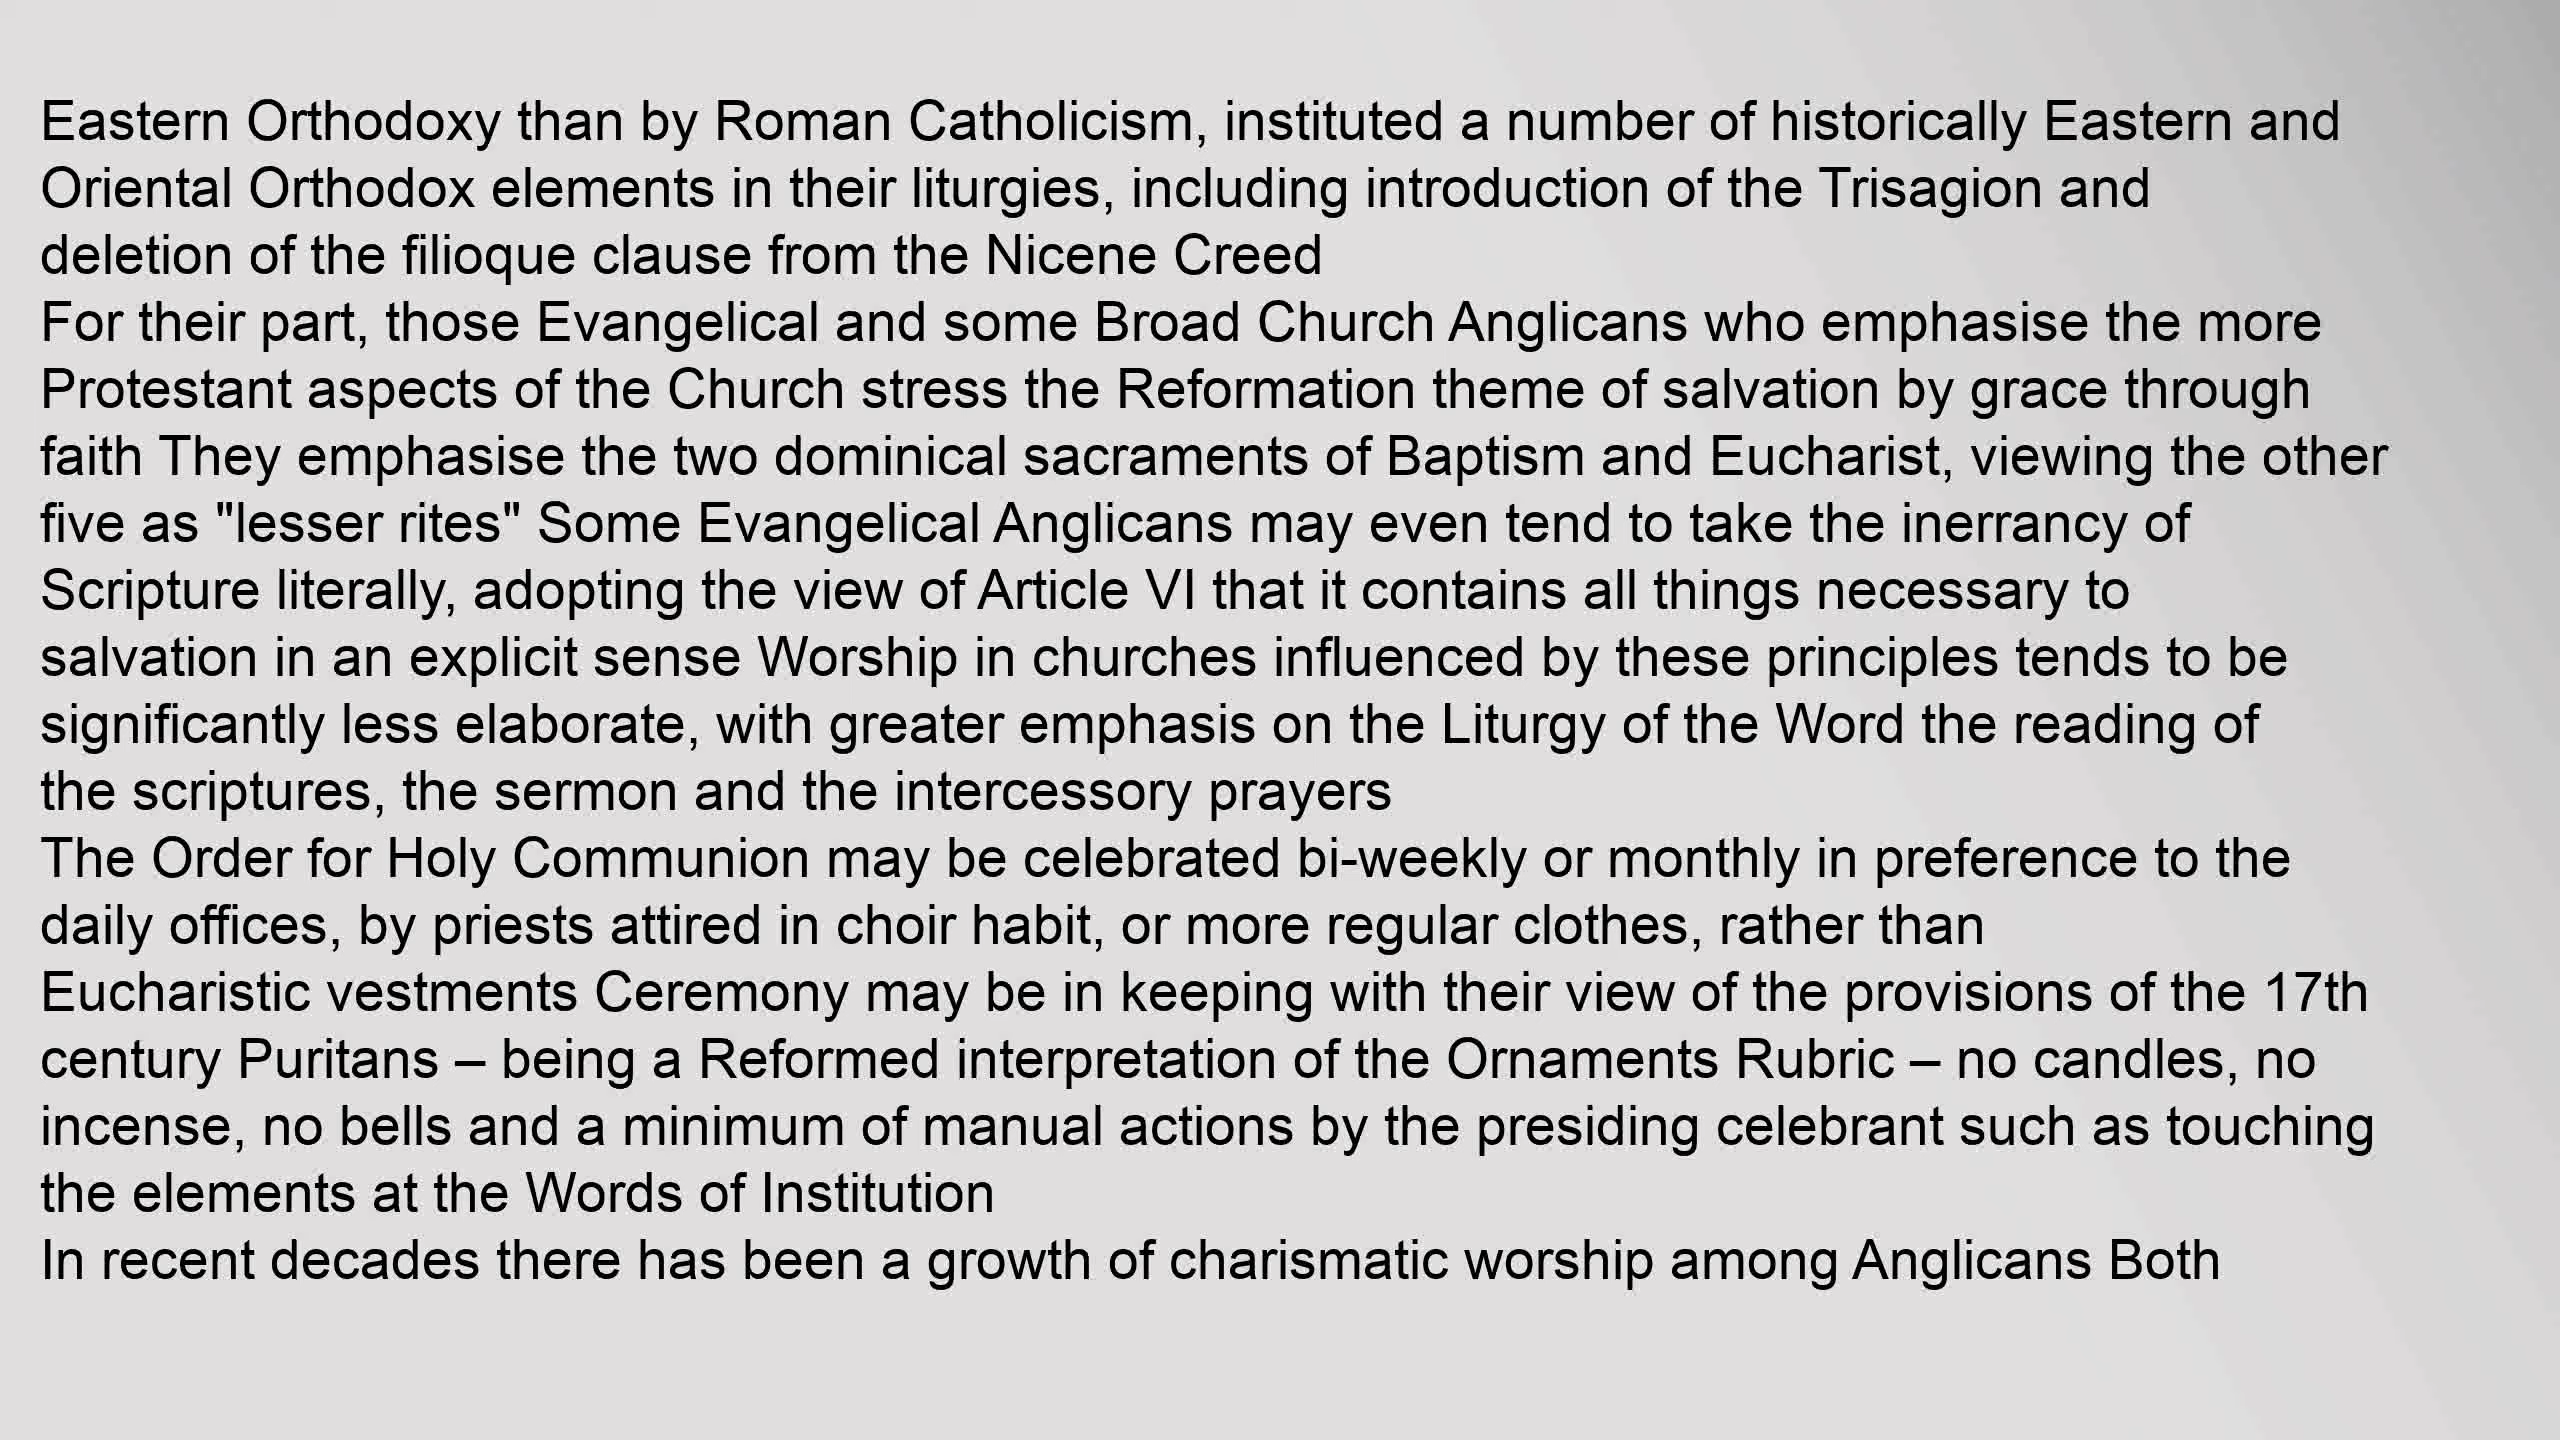 Eastern Orthodoxy than by Roman Catholicism, instituted a number of historically Eastern and
Oriental Orthodox elements in their liturgies, including introduction of the Trisagion and
deletion of the filioque clause from the Nicene Creed
For their part, those Evangelical and some Broad Church Anglicans who emphasise the more
Protestant aspects of the Church stress the Reformation theme of salvation by grace through
faith They emphasise the two dominical sacraments of Baptism and Eucharist, viewing the other
five as "lesser rites" Some Evangelical Anglicans may even tend to take the inerrancy of
Scripture literally, adopting the view of Article VI that it contains all things necessary to
salvation in an explicit sense Worship in churches influenced by these principles tends to be
significantly less elaborate, with greater emphasis on the Liturgy of the Word the reading of
the scriptures, the sermon and the intercessory prayers
The Order for Holy Communion may be celebrated bi-weekly or monthly in preference to the
daily offices, by priests attired in choir habit, or more regular clothes, rather than
Eucharistic vestments Ceremony may be in keeping with their view of the provisions of the 17th
century Puritans – being a Reformed interpretation of the Ornaments Rubric – no candles, no
incense, no bells and a minimum of manual actions by the presiding celebrant such as touching
the elements at the Words of Institution
In recent decades there has been a growth of charismatic worship among Anglicans Both